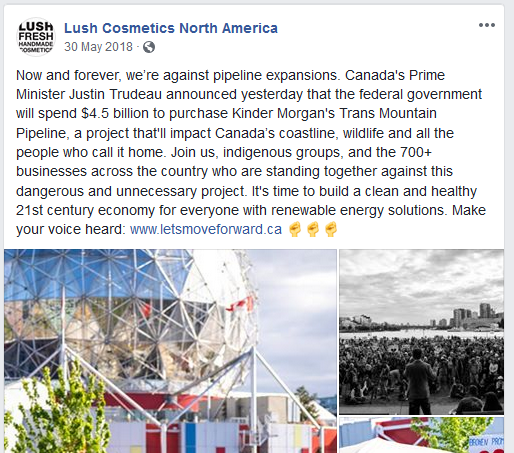 LUSH
FRESH
HANDMADE
COSMETICS
Lush Cosmetics North America
30 May 2018 ·
Now and forever, we’re against pipeline expansions. Canada's Prime
Minister Justin Trudeau announced yesterday that the federal government
will spend $4.5 billion to purchase Kinder Morgan's Trans Mountain
Pipeline, a project that'll impact Canada’s coastline, wildlife and all the
people who call it home. Join us, indigenous groups, and the 700+
businesses across the country who are standing together against this
dangerous and unnecessary project. It's time to build a clean and healthy
21st century economy for everyone with renewable energy solutions. Make
your voice heard: www.letsmoveforward.ca ✊✊✊
BROKEN